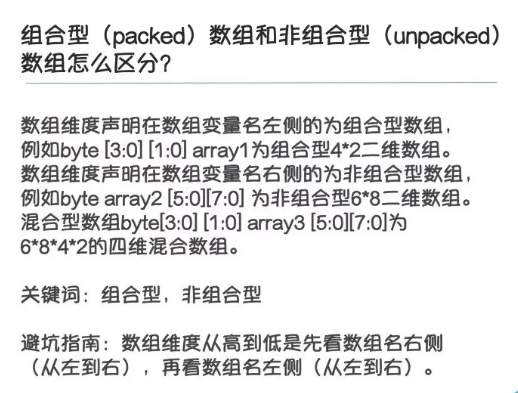 组合型（packed）数组和非组合型（unpacked）
数组怎么区分？
数组维度声明在数组变量名左侧的为组合型数组，
例如byte [3:0] [1:0] array1为组合型4*2二维数组。
数组维度声明在数组变量名右侧的为非组合型数组，
例如byte array2 [5:0][7:0] 为非组合型6*8二维数组。
混合型数组byte[3:0] [1:0] array3 [5:0][7:0]为
6*8*4*2的四维混合数组。
关键词：组合型，非组合型
避坑指南：数组维度从高到低是先看数组名右侧
（从左到右），再看数组名左侧（从左到右）。